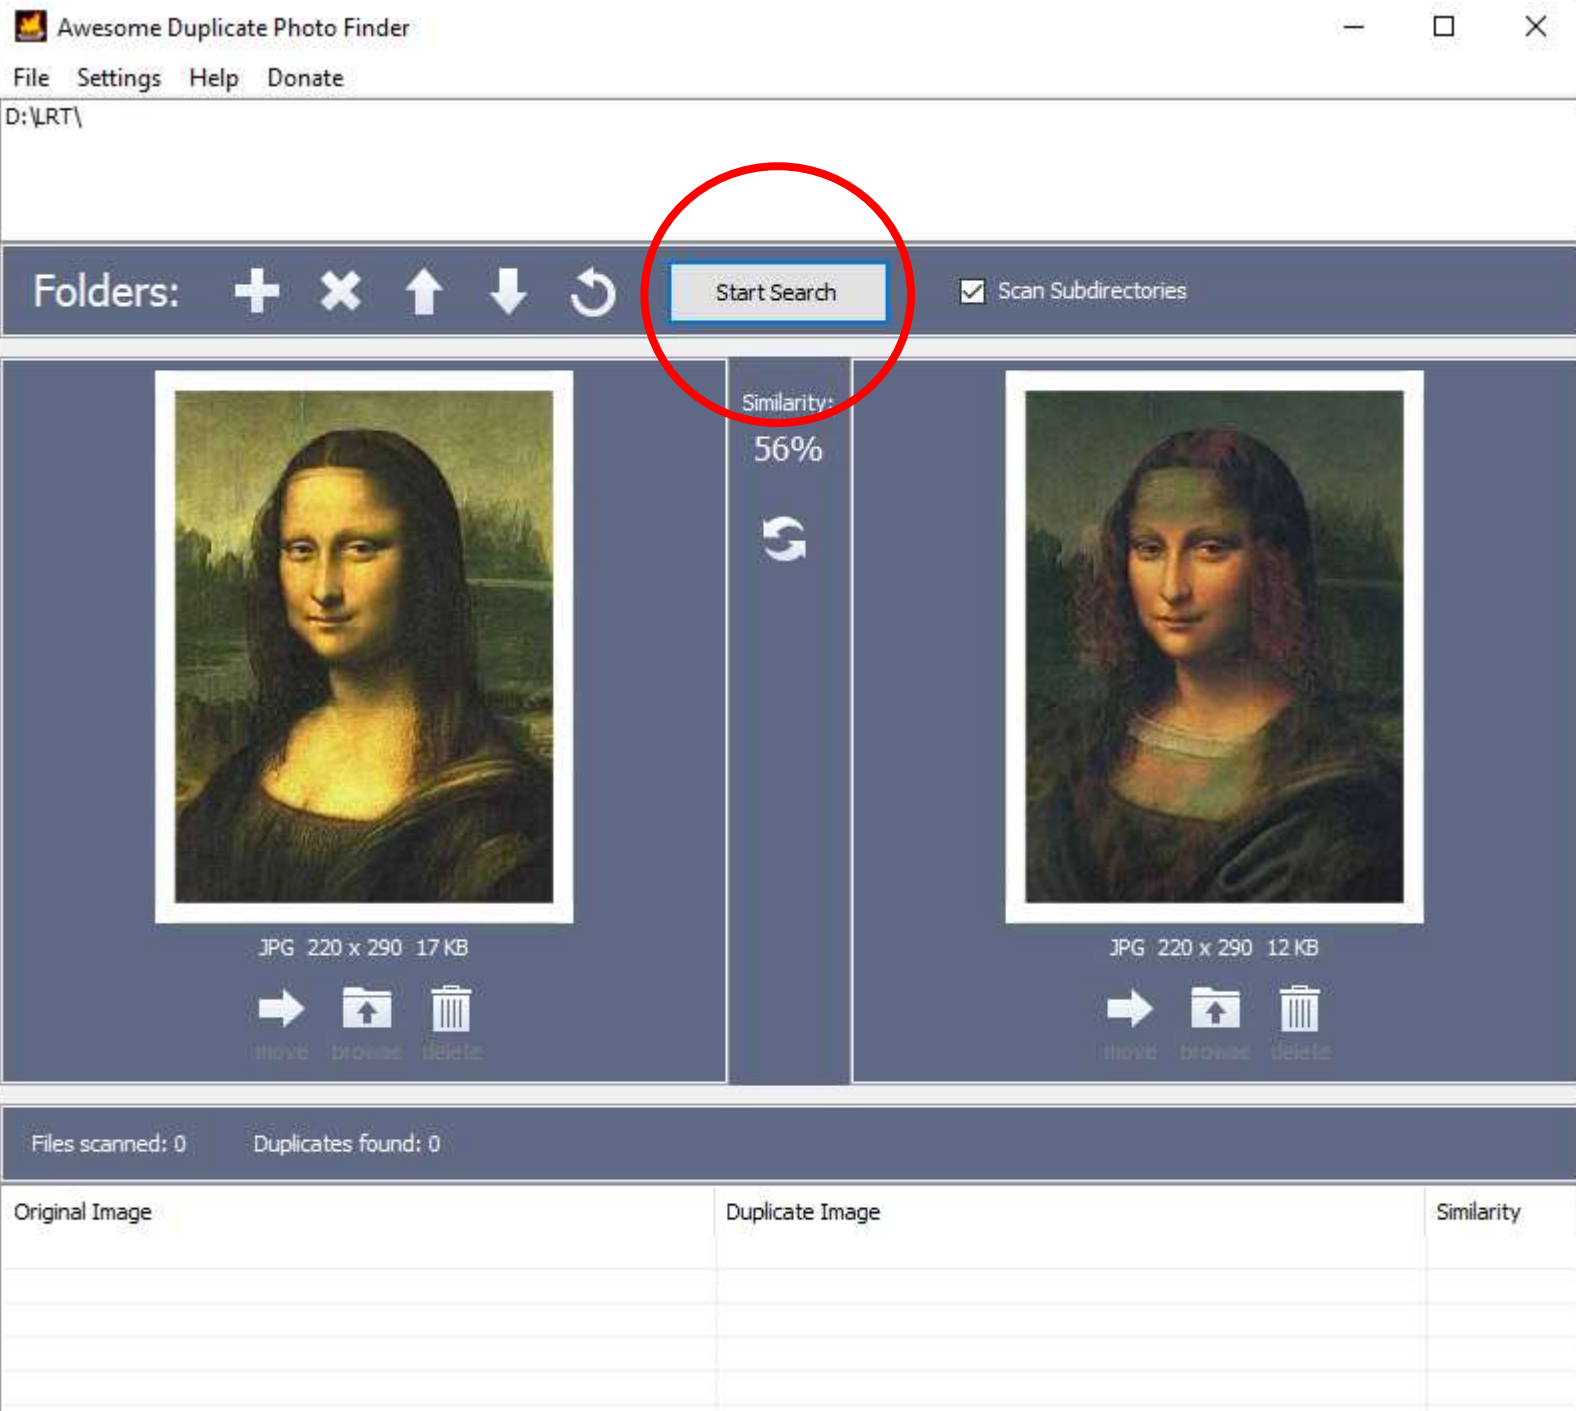 Awesome Duplicate Photo Finder
File Settings Help Donate
D:\LRT\
Folders: Start Search Scan Subdirectories
Similarity:
56%
JPG 220 x 290 17 KB
JPG 220 x 290 12 KB
move browse delete
move browse delete
Files scanned: 0 Duplicates found: 0
Original Image Duplicate Image Similarity